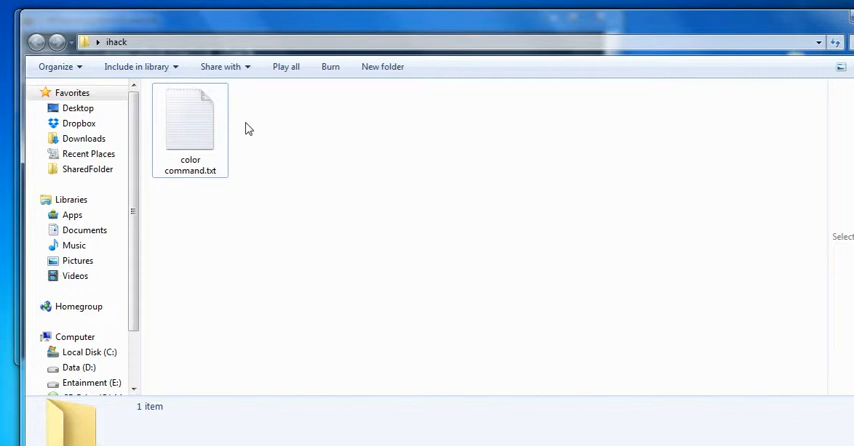 ihack
Organize Include in library Share with Play all Burn New folder
Favorites
Desktop
Dropbox
Downloads
Recent Places
SharedFolder
Libraries
Apps
Documents
Music
Pictures
Videos
Homegroup
Computer
Local Disk (C:)
Data (D:)
Entainment (E:)
color
command.txt
Select
1 item